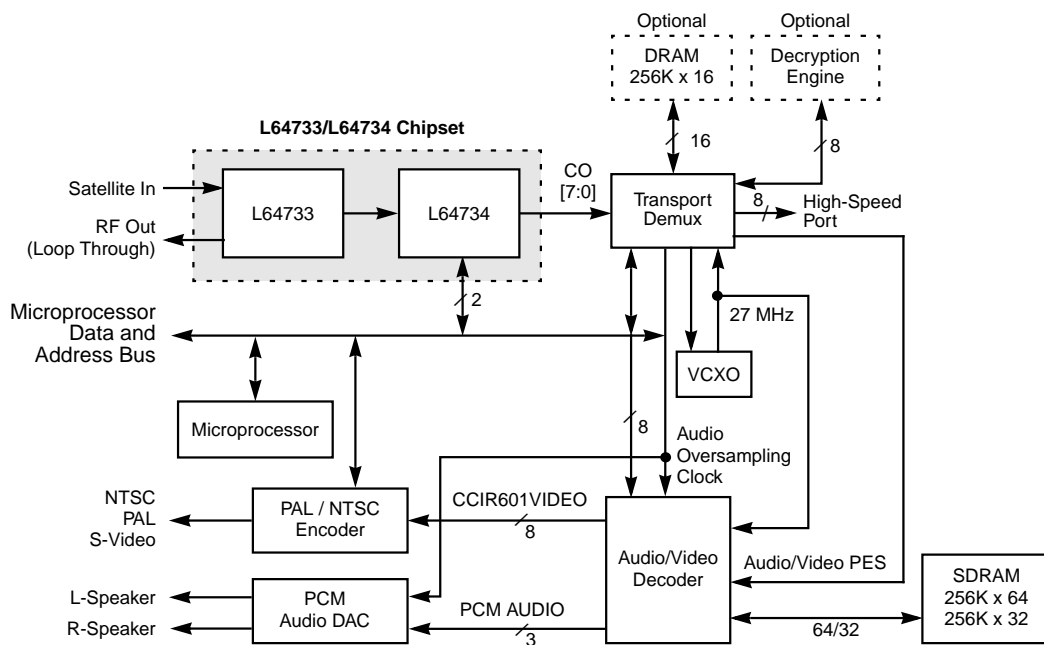 Optional
Optional
DRAM
256K x 16
Decryption
Engine
L64733/L64734 Chipset
16
8
Satellite In
L64733
L64734
CO
[7:0]
Transport
Demux
8
High-Speed
Port
RF Out
(Loop Through)
2
Microprocessor
Data and
Address Bus
27 MHz
VCXO
Microprocessor
8
Audio
Oversampling
Clock
NTSC
PAL
S-Video
PAL / NTSC
Encoder
CCIR601VIDEO
8
Audio/Video
Decoder
Audio/Video PES
L-Speaker
R-Speaker
PCM
Audio DAC
PCM AUDIO
3
64/32
SDRAM
256K x 64
256K x 32